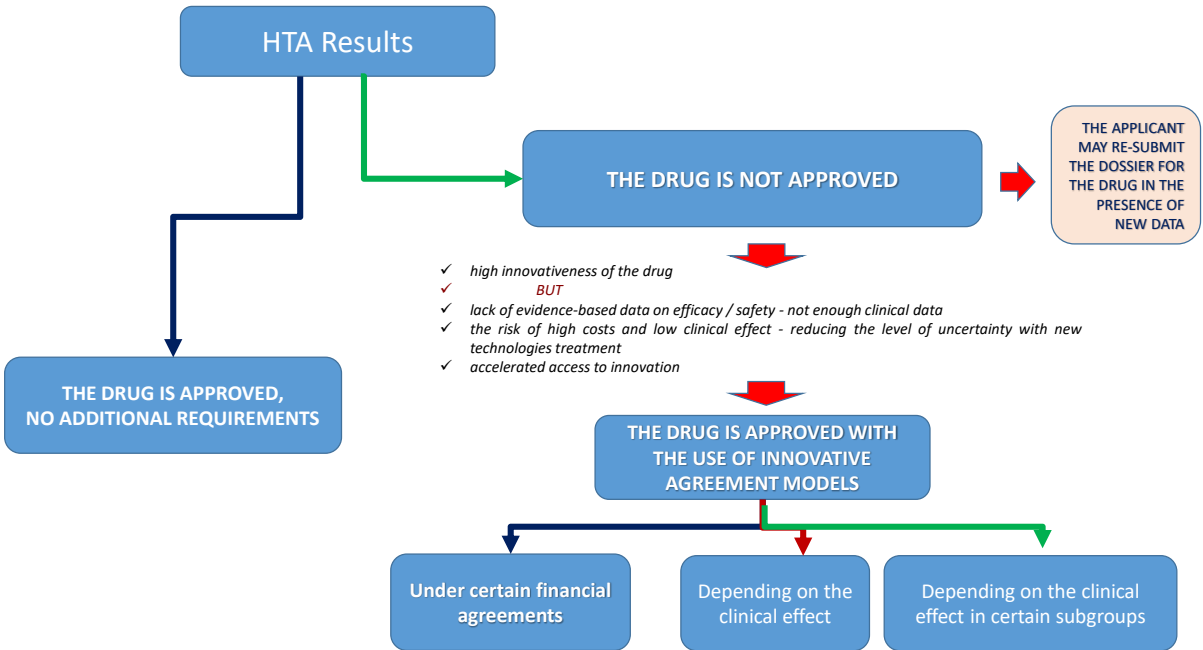 HTA Results
THE DRUG IS NOT APPROVED
THE APPLICANT
MAY RE-SUBMIT
THE DOSSIER FOR
THE DRUG IN THE
PRESENCE OF
NEW DATA
✓ high innovativeness of the drug
✓ BUT
✓ lack of evidence-based data on efficacy / safety - not enough clinical data
✓ the risk of high costs and low clinical effect - reducing the level of uncertainty with new
technologies treatment
✓ accelerated access to innovation
THE DRUG IS APPROVED,
NO ADDITIONAL REQUIREMENTS
THE DRUG IS APPROVED WITH
THE USE OF INNOVATIVE
AGREEMENT MODELS
Under certain financial
agreements
Depending on the
clinical effect
Depending on the clinical
effect in certain subgroups